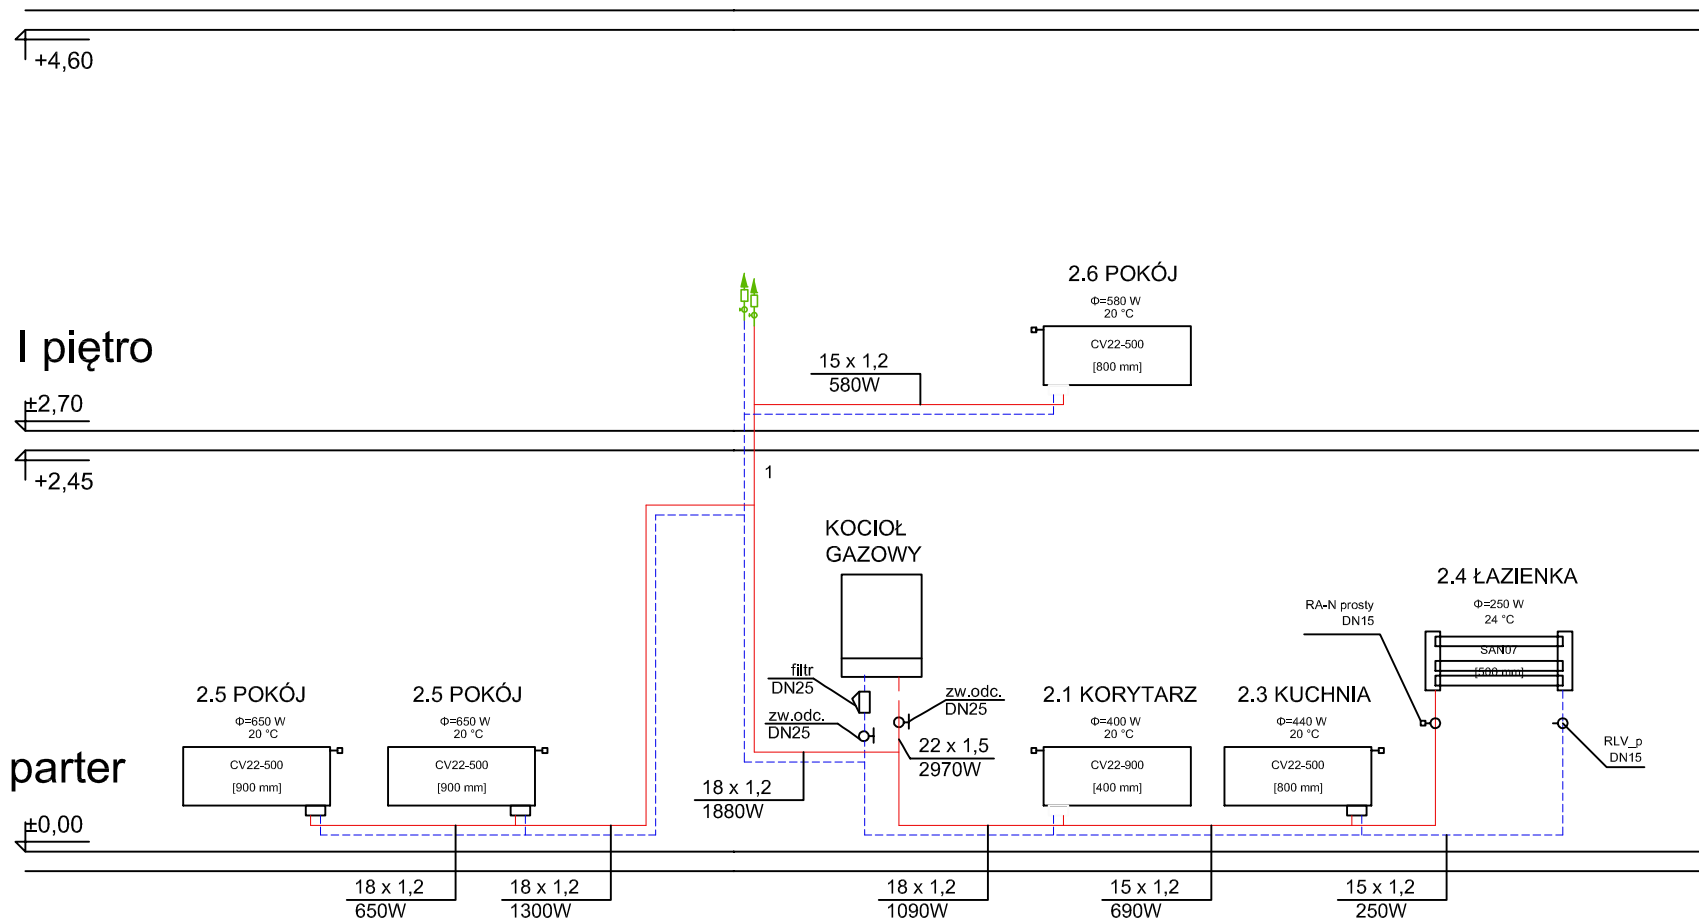 +4,60
2.6 POKÓJ
Φ=580 W
20 °C
CV22-500
[800 mm]
15 x 1,2
580W
I piętro
±2,70
+2,45
1
KOCIOŁ
GAZOWY
2.4 ŁAZIENKA
Φ=250 W
24 °C
SAN07
[500 mm]
RA-N prosty
DN15
filtr
DN25
zw.odc.
DN25
zw.odc.
DN25
22 x 1,5
2970W
18 x 1,2
1880W
2.5 POKÓJ
Φ=650 W
20 °C
CV22-500
[900 mm]
2.5 POKÓJ
Φ=650 W
20 °C
CV22-500
[900 mm]
2.1 KORYTARZ
Φ=400 W
20 °C
CV22-900
[400 mm]
2.3 KUCHNIA
Φ=440 W
20 °C
CV22-500
[800 mm]
RLV_p
DN15
parter
±0,00
18 x 1,2
650W
18 x 1,2
1300W
18 x 1,2
1090W
15 x 1,2
690W
15 x 1,2
250W